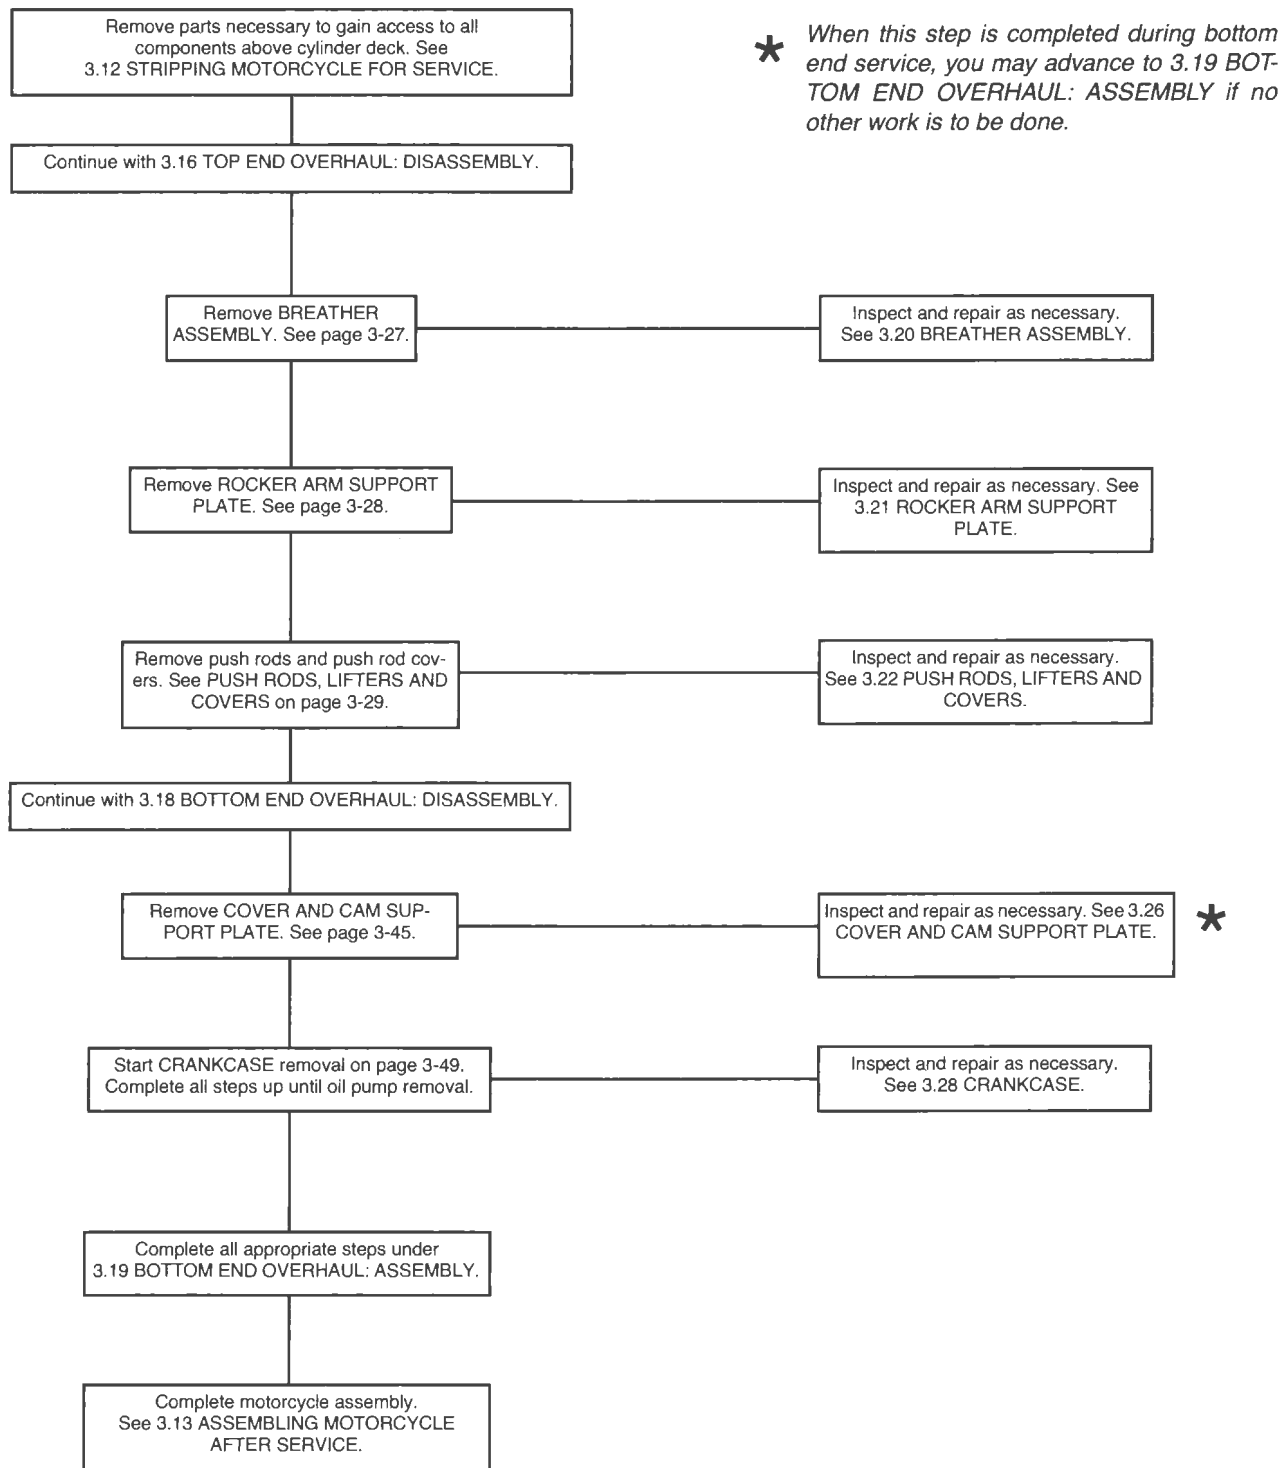 Remove parts necessary to gain access to all
components above cylinder deck. See
3.12 STRIPPING MOTORCYCLE FOR SERVICE.
★ When this step is completed during bottom
end service, you may advance to 3.19 BOT-
TOM END OVERHAUL: ASSEMBLY if no
other work is to be done.
Continue with 3.16 TOP END OVERHAUL: DISASSEMBLY.
Remove BREATHER
ASSEMBLY. See page 3-27.
Inspect and repair as necessary.
See 3.20 BREATHER ASSEMBLY.
Remove ROCKER ARM SUPPORT
PLATE. See page 3-28.
Inspect and repair as necessary. See
3.21 ROCKER ARM SUPPORT
PLATE.
Remove push rods and push rod cov-
ers. See PUSH RODS, LIFTERS AND
COVERS on page 3-29.
Inspect and repair as necessary.
See 3.22 PUSH RODS, LIFTERS AND
COVERS.
Continue with 3.18 BOTTOM END OVERHAUL: DISASSEMBLY.
Remove COVER AND CAM SUP-
PORT PLATE. See page 3-45.
Inspect and repair as necessary. See 3.26
COVER AND CAM SUPPORT PLATE.
★
Start CRANKCASE removal on page 3-49.
Complete all steps up until oil pump removal.
Inspect and repair as necessary.
See 3.28 CRANKCASE.
Complete all appropriate steps under
3.19 BOTTOM END OVERHAUL: ASSEMBLY.
Complete motorcycle assembly.
See 3.13 ASSEMBLING MOTORCYCLE
AFTER SERVICE.